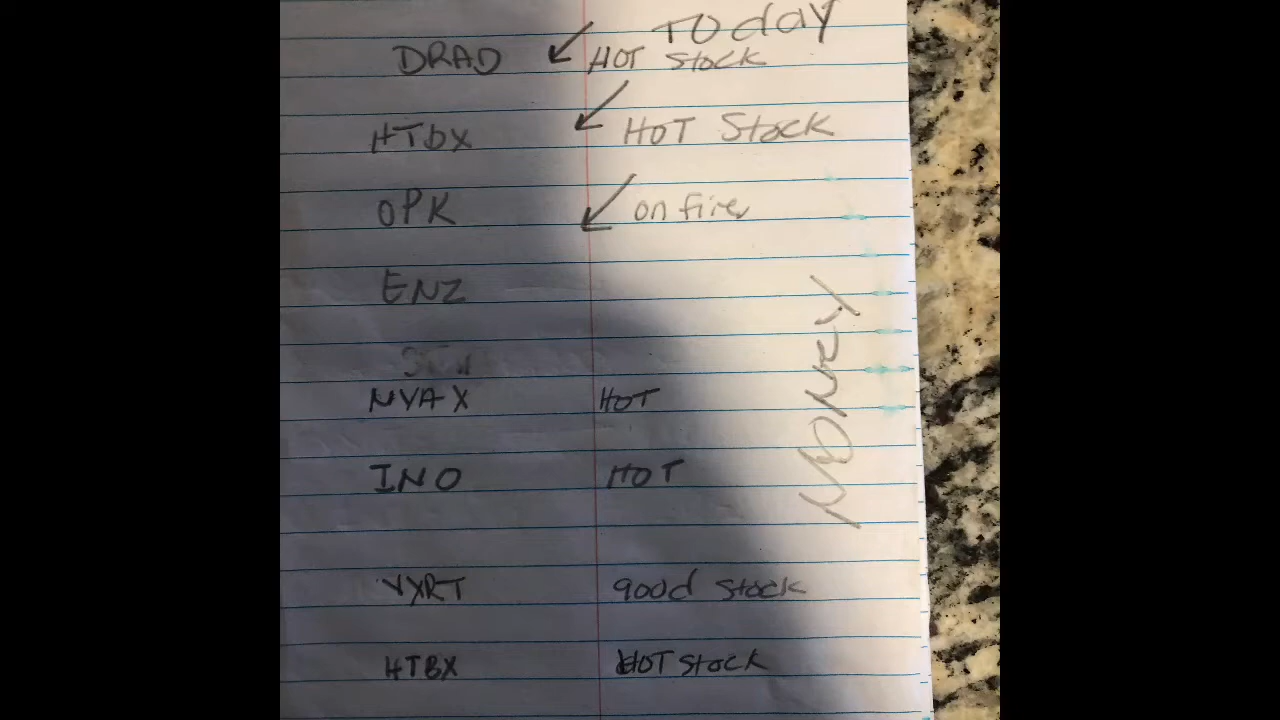 TODAY
DRAD HOT Stock
HTbX HOT Stock
OPK on fire
ENZ
NVAX HOT
INO HOT
VXRT good Stock
HTBX HOT Stock
MONEY